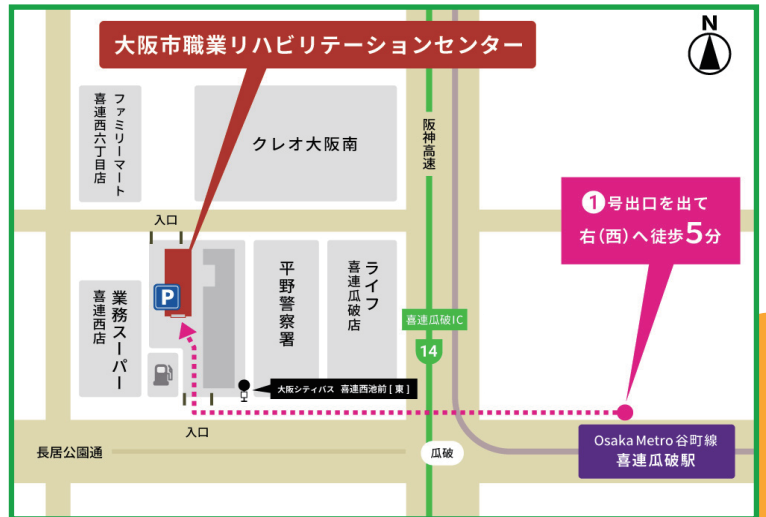 大阪市職業リハビリテーションセンター
N
ファミリーマート
喜連西六丁目店
クレオ大阪南
阪神高速
❶号出口を出て
右(西)へ徒歩5分
入口
P
業務スーパー
喜連西店
平野警察署
ライフ
喜連瓜破店
喜連瓜破IC
14
大阪シティバス 喜連西池前 [ 東 ]
入口
長居公園通
瓜破
Osaka Metro 谷町線
喜連瓜破駅